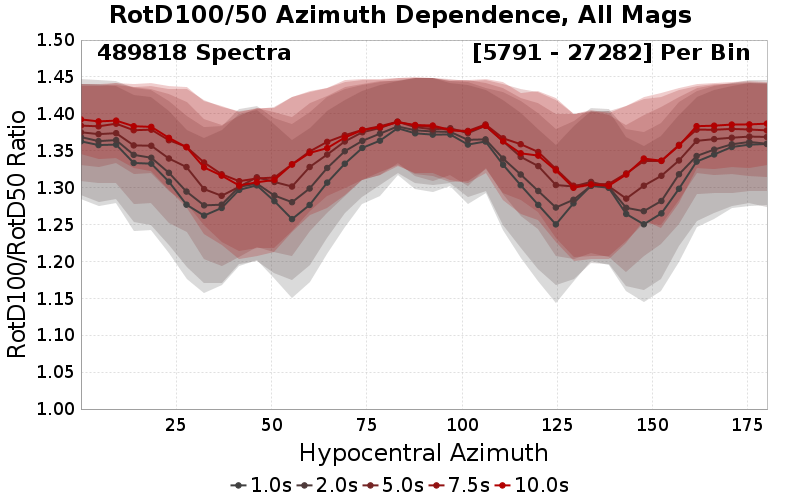 RotD100/50 Azimuth Dependence, All Mags
489818 Spectra [5791 - 27282] Per Bin
1.50
1.45
1.40
1.35
1.30
1.25
1.20
1.15
1.10
1.05
1.00
RotD100/RotD50 Ratio
25 50 75 100 125 150 175
Hypocentral Azimuth
1.0s 2.0s 5.0s 7.5s 10.0s